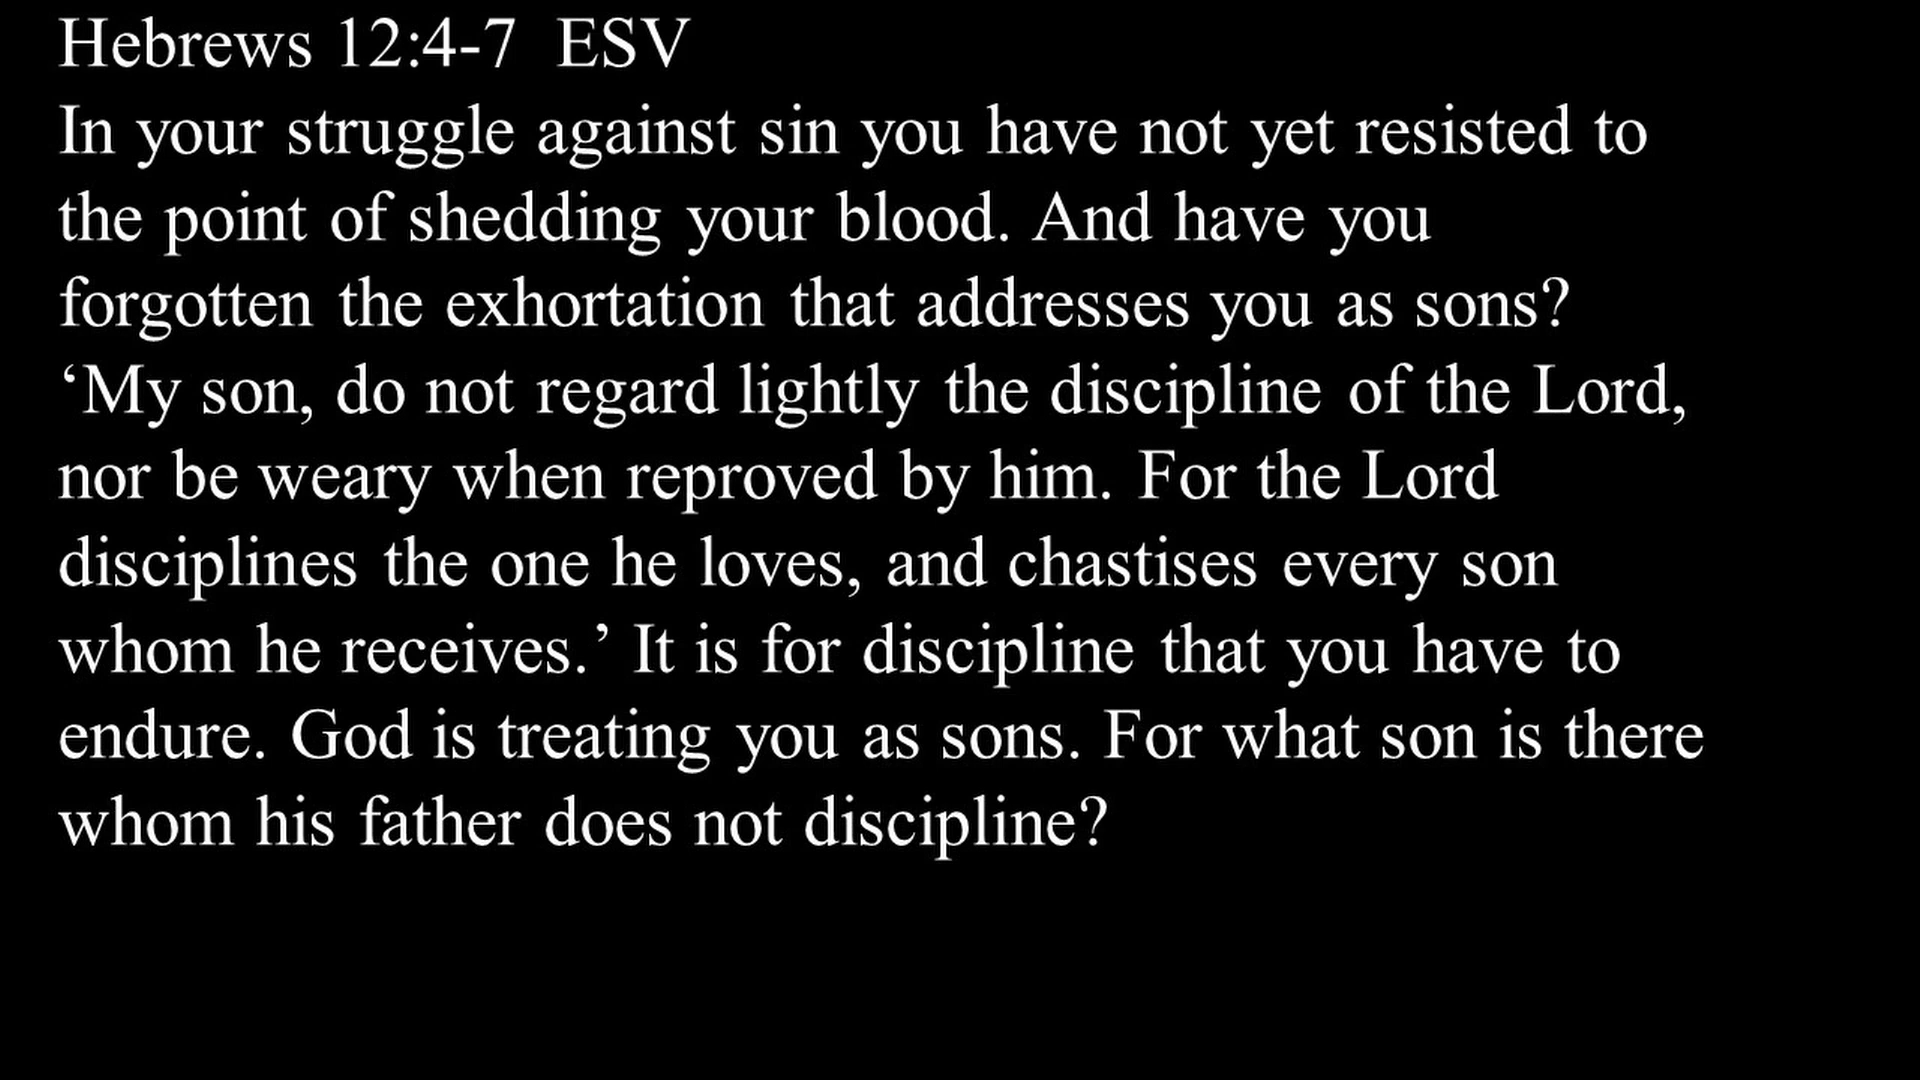 Hebrews 12:4-7  ESV
In your struggle against sin you have not yet resisted to
the point of shedding your blood. And have you
forgotten the exhortation that addresses you as sons?
‘My son, do not regard lightly the discipline of the Lord,
nor be weary when reproved by him. For the Lord
disciplines the one he loves, and chastises every son
whom he receives.’ It is for discipline that you have to
endure. God is treating you as sons. For what son is there
whom his father does not discipline?